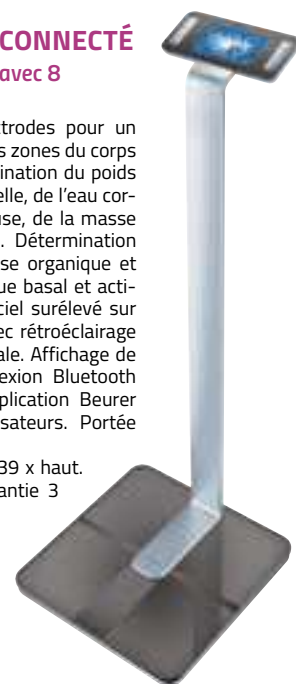 CONNECTÉ
avec 8
trodes pour un
s zones du corps
ination du poids
elle, de l'eau cor-
use, de la masse
. Détermination
se organique et
ue basal et acti-
ciel surélevé sur
ec rétroéclairage
ale. Affichage de
exion Bluetooth
plication Beurer
sateurs. Portée
39 x haut.
antie 3